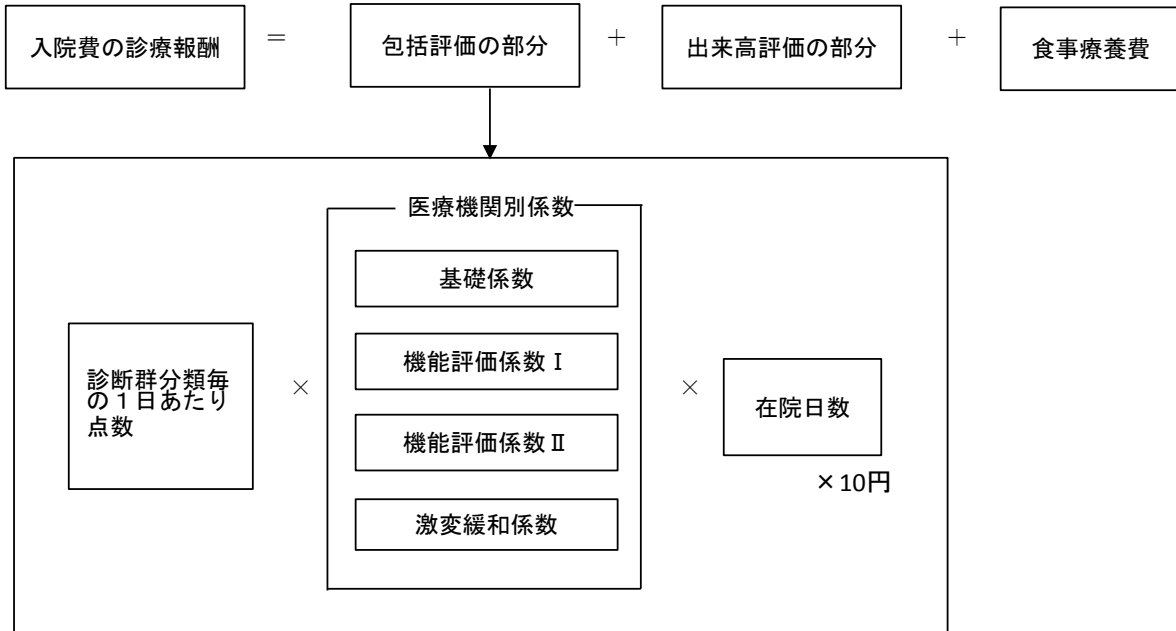 入院費の診療報酬 = 包括評価の部分 + 出来高評価の部分 + 食事療養費
医療機関別係数
基礎係数
機能評価係数Ⅰ
機能評価係数Ⅱ
激変緩和係数
診断群分類毎
の１日あたり
点数
×
×
在院日数
×10円